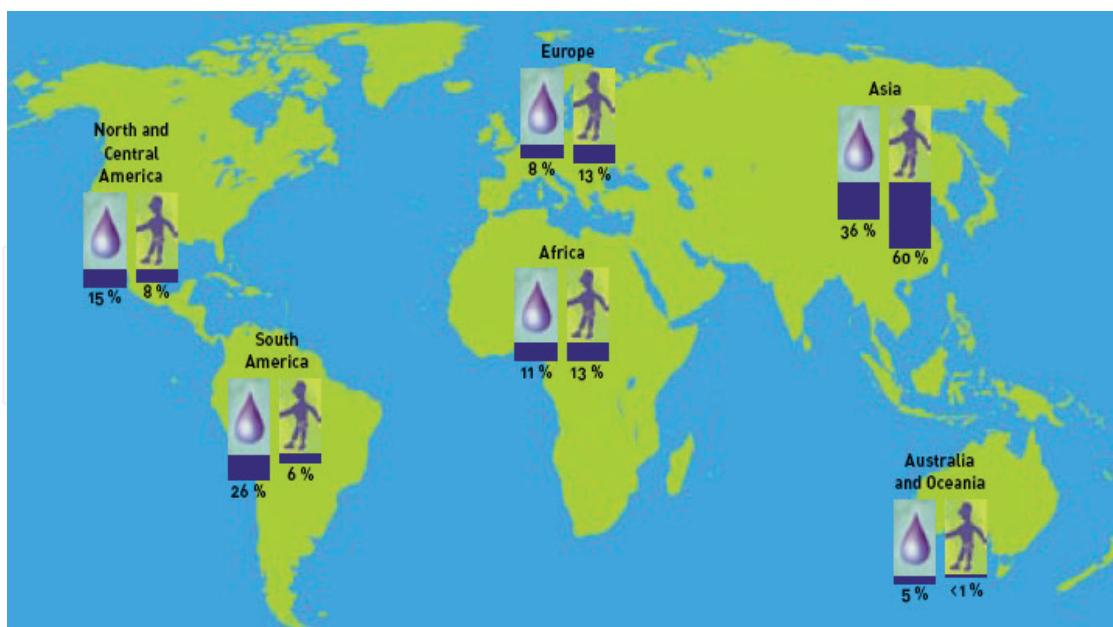 North and
Central
America
15 %
8 %
South
America
26 %
6 %
Europe
8 %
13 %
Africa
11 %
13 %
Asia
36 %
60 %
Australia
and Oceania
5 %
<1 %